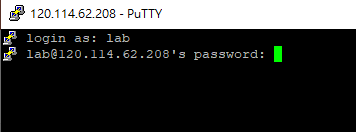 120.114.62.208 - PuTTY
login as: lab
lab@120.114.62.208's password: